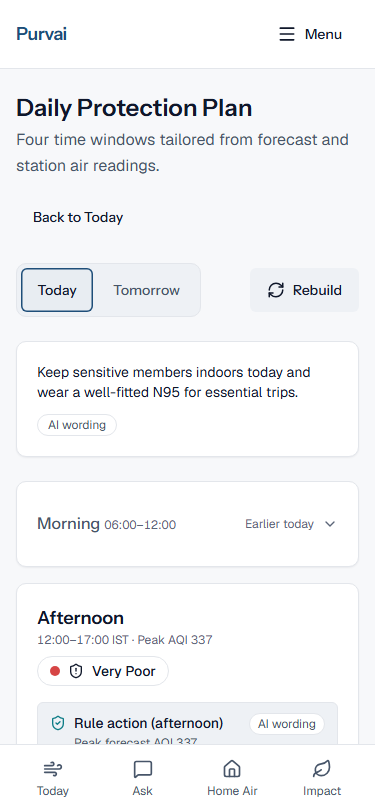 Purvai
Menu
Daily Protection Plan
Four time windows tailored from forecast and
station air readings.
Back to Today
Today
Tomorrow
Rebuild
Keep sensitive members indoors today and
wear a well-fitted N95 for essential trips.
AI wording
Morning 06:00–12:00
Earlier today
Afternoon
12:00–17:00 IST · Peak AQI 337
Very Poor
Rule action (afternoon)
AI wording
Peak forecast AQI 337
Today
Ask
Home Air
Impact